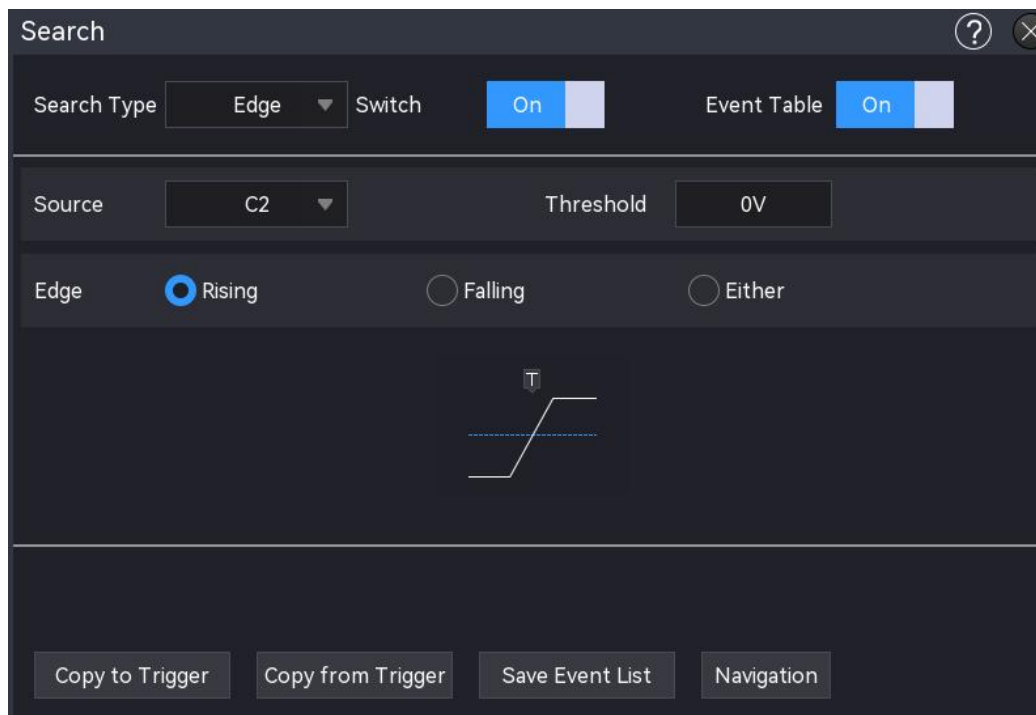 Search ?
Search Type Edge Switch On Event Table On
Source C2 Threshold 0V
Edge Rising Falling Either
T
Copy to Trigger Copy from Trigger Save Event List Navigation